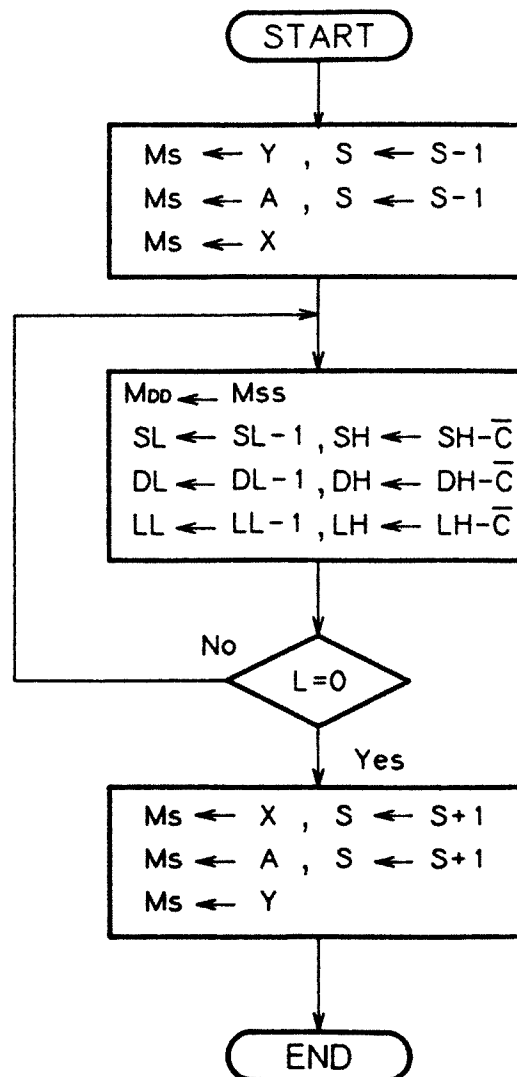 START
Ms ← Y , S ← S-1
Ms ← A , S ← S-1
Ms ← X
MDD ← MSS
SL ← SL-1 , SH ← SH-C̅
DL ← DL-1 , DH ← DH-C̅
LL ← LL-1 , LH ← LH-C̅
No
L=0
Yes
Ms ← X , S ← S+1
Ms ← A , S ← S+1
Ms ← Y
END